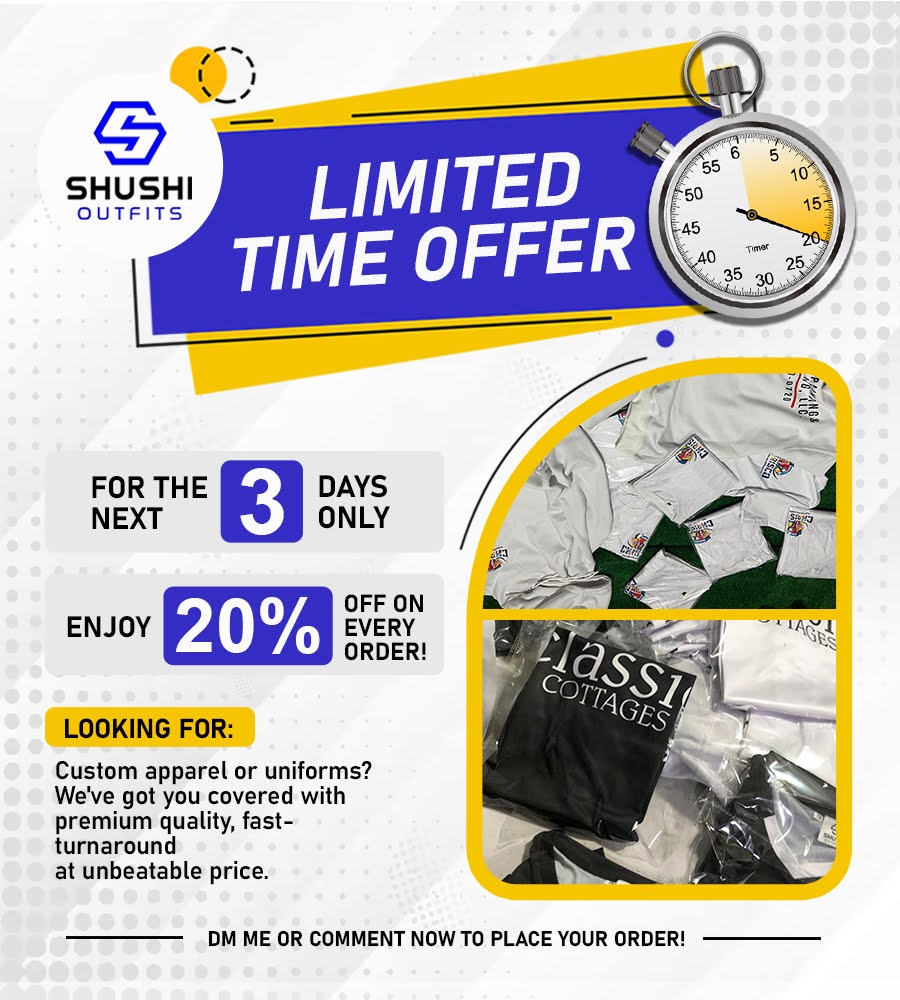 SHUSHI
OUTFITS
LIMITED
TIME OFFER
6
5
10
15
20
25
30
35
40
45
50
55
Timer
FOR THE
NEXT
3
DAYS
ONLY
ENJOY
20%
OFF ON
EVERY
ORDER!
LOOKING FOR:
Custom apparel or uniforms?
We've got you covered with
premium quality, fast-
turnaround
at unbeatable price.
LLC
-0720
COTTAGES
COTTAGES
DM ME OR COMMENT NOW TO PLACE YOUR ORDER!